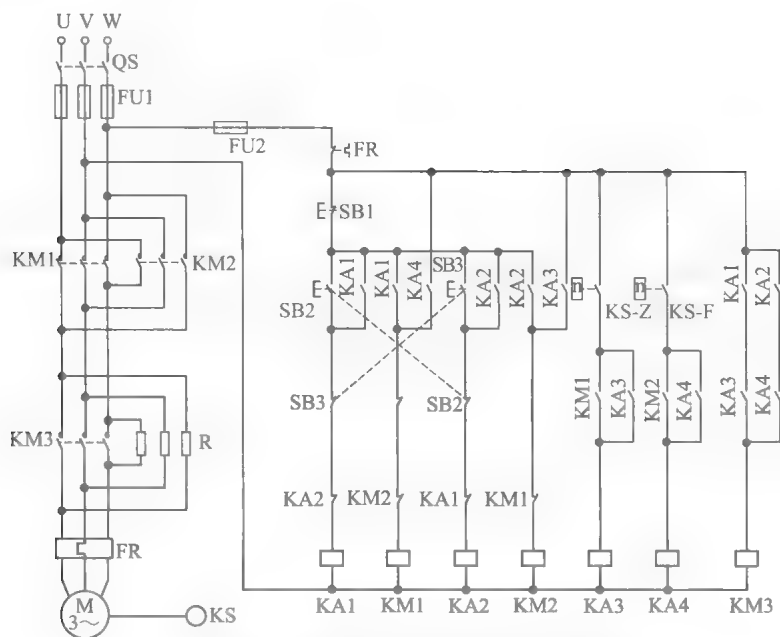 U V W
QS
FU1
FU2
FR
SB1
KM1
KM2
SB2
KA1
KA1
KA4
SB3
KA2
KA2
KA3
n
KS-Z
n
KS-F
KA1
KA2
SB3
SB2
KM1
KA3
KM2
KA4
KA3
KA4
KM3
R
KA2
KM2
KA1
KM1
FR
M
3~
KS
KA1
KM1
KA2
KM2
KA3
KA4
KM3